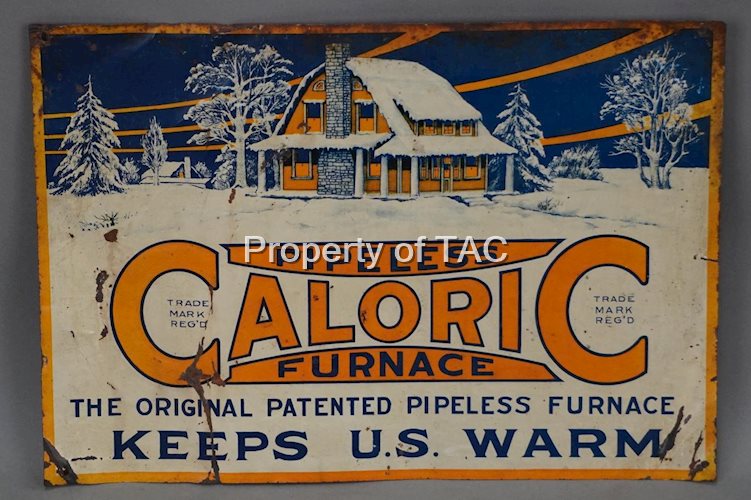 PIPELESS
Property of TAC
CALORIC
TRADE
MARK
REG'D
TRADE
MARK
REG'D
FURNACE
THE ORIGINAL PATENTED PIPELESS FURNACE
KEEPS U.S. WARM